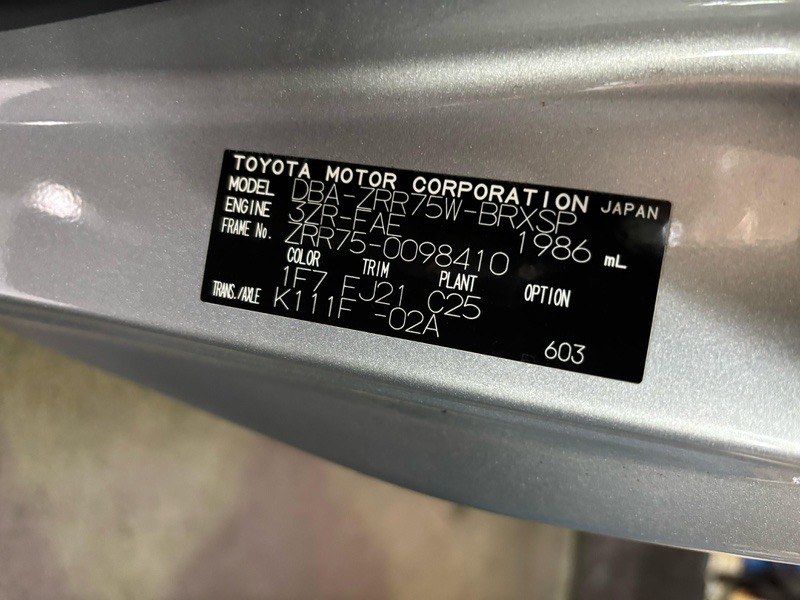 TOYOTA MOTOR CORPORATION JAPAN
MODEL DBA-ZRR75W-BRXSP
ENGINE 3ZR-FAE 1986 mL
FRAME No. ZRR75-0098410
COLOR TRIM PLANT OPTION
1F7 FJ21 C25
TRANS./AXLE K111F -02A
603